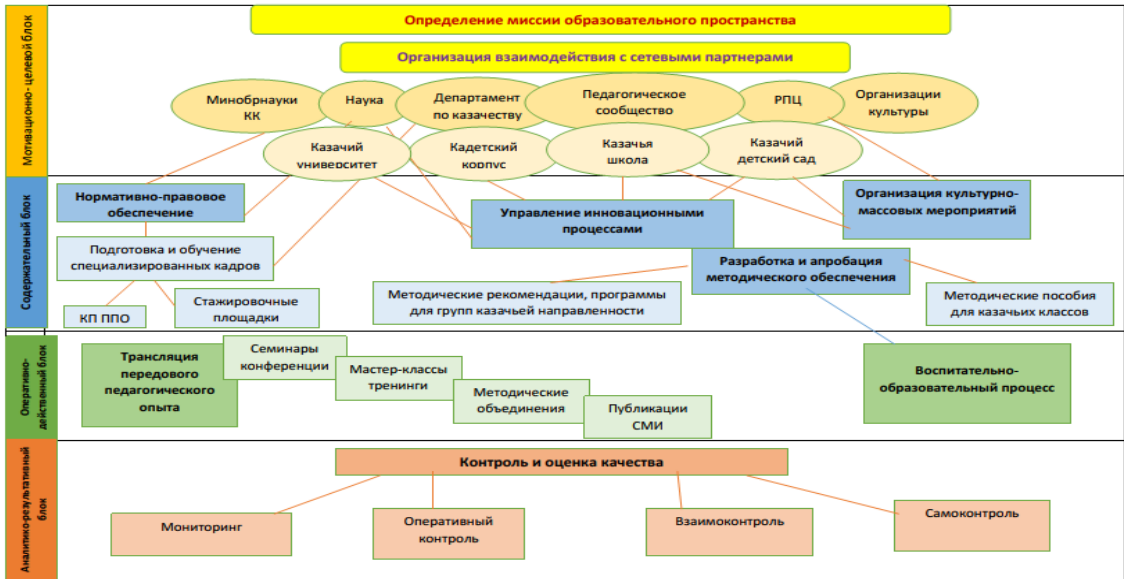 Мотивационно- целевой блок
Определение миссии образовательного пространства
Организация взаимодействия с сетевыми партнерами
Минобрнауки
КК
Наука
Департамент
по казачеству
Педагогическое
сообщество
РПЦ
Организации
культуры
Казачий
университет
Кадетский
корпус
Казачья
школа
Казачий
детский сад
Содержательный блок
Нормативно-правовое
обеспечение
Управление инновационными
процессами
Организация культурно-
массовых мероприятий
Подготовка и обучение
специализированных кадров
Разработка и апробация
методического обеспечения
КП ППО
Стажировочные
площадки
Методические рекомендации, программы
для групп казачьей направленности
Методические пособия
для казачьих классов
Оперативно-
действенный блок
Трансляция
передового
педагогического
опыта
Семинары
конференции
Мастер-классы
тренинги
Методические
объединения
Публикации
СМИ
Воспитательно-
образовательный процесс
Аналитико-результативный
блок
Контроль и оценка качества
Мониторинг
Оперативный
контроль
Взаимоконтроль
Самоконтроль